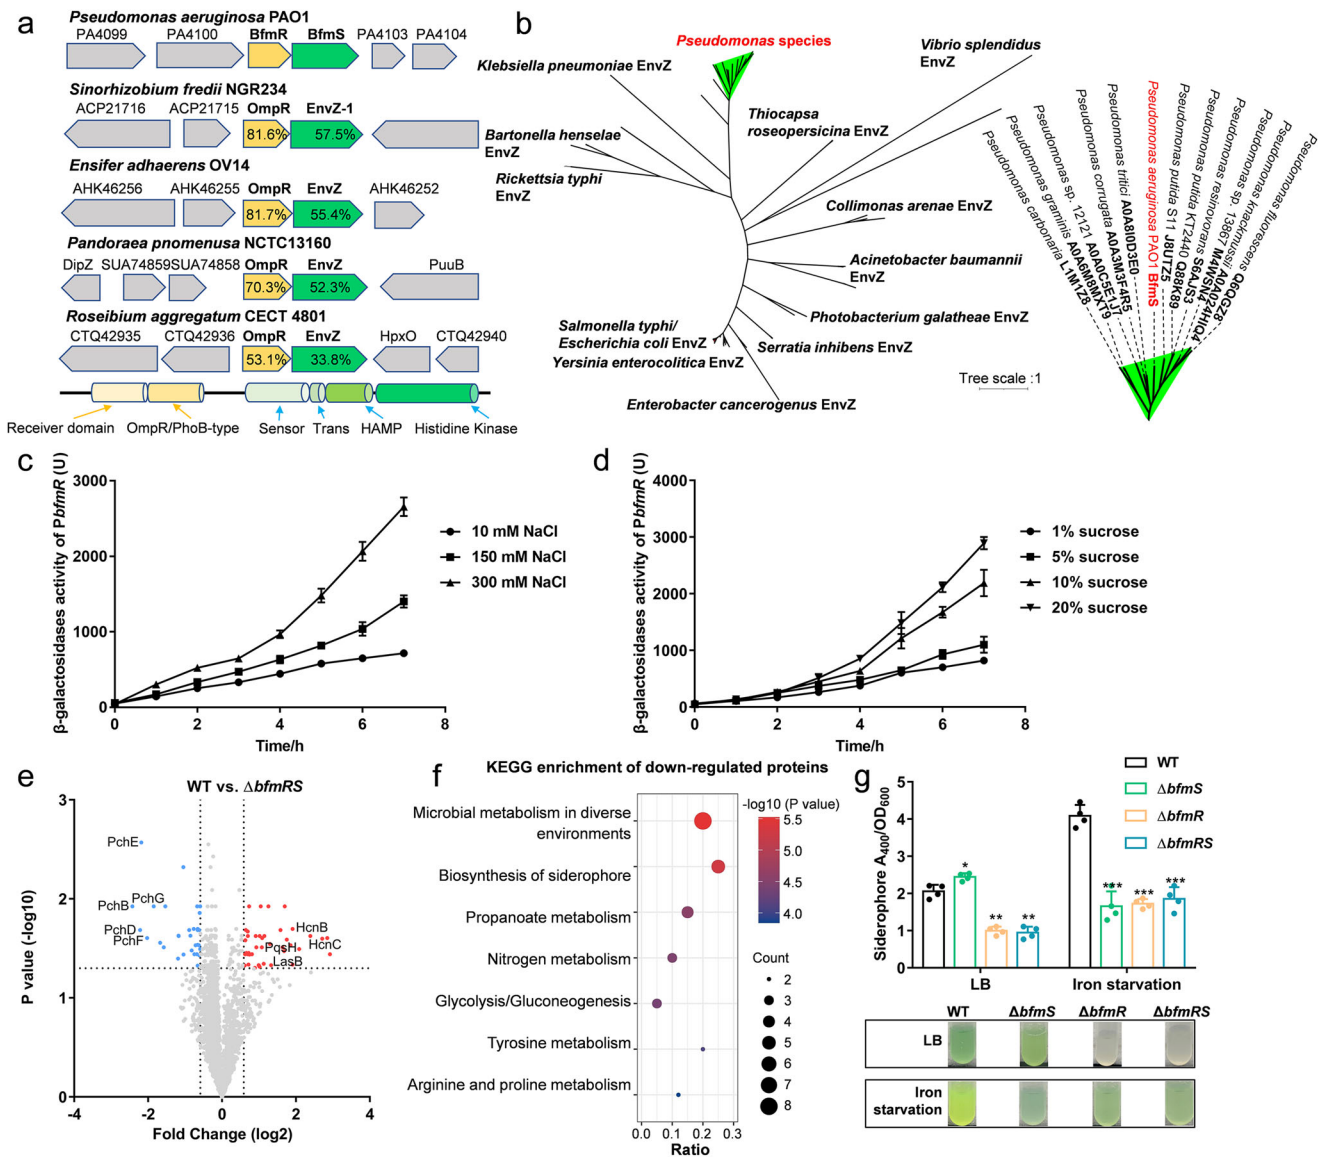 a
Pseudomonas aeruginosa PAO1
PA4099 PA4100 BfmR BfmS PA4103 PA4104
Sinorhizobium fredii NGR234
ACP21716 ACP21715 OmpR EnvZ-1
81.6% 57.5%
Ensifer adhaerens OV14
AHK46256 AHK46255 OmpR EnvZ AHK46252
81.7% 55.4%
Pandoraea pnomenusa NCTC13160
DipZ SUA74859 SUA74858 OmpR EnvZ PuuB
70.3% 52.3%
Roseibium aggregatum CECT 4801
CTQ42935 CTQ42936 OmpR EnvZ HpxO CTQ42940
53.1% 33.8%
Receiver domain OmpR/PhoB-type Sensor Trans HAMP Histidine Kinase
b
Pseudomonas species
Klebsiella pneumoniae EnvZ
Vibrio splendidus
EnvZ
Thiocapsa
roseopersicina EnvZ
Bartonella henselae
EnvZ
Rickettsia typhi
EnvZ
Collimonas arenae EnvZ
Acinetobacter baumannii
EnvZ
Photobacterium galatheae EnvZ
Salmonella typhi/
Escherichia coli EnvZ
Yersinia enterocolitica EnvZ
Serratia inhibens EnvZ
Enterobacter cancerogenus EnvZ
Tree scale :1
Pseudomonas carbonaria L1M1Z8
Pseudomonas graminis A0A6M8MXT9
Pseudomonas sp. 12121 A0A0C5E1J7
Pseudomonas corrugata A0A3M3F4R5
Pseudomonas tritici A0A8I0D3E0
Pseudomonas aeruginosa PAO1 BfmS
Pseudomonas putida S11 J8UTZ5
Pseudomonas putida KT2440 Q88K89
Pseudomonas resinovorans S6AJS3
Pseudomonas sp. 13867 M4WSN4
Pseudomonas knackmussii A0A024HIQ4
Pseudomonas fluorescens Q6QGZ8
c
β-galactosidases activity of PbfmR (U)
3000
2000
1000
0
0 2 4 6 8
Time/h
10 mM NaCl
150 mM NaCl
300 mM NaCl
d
β-galactosidases activity of PbfmR (U)
4000
3000
2000
1000
0
0 2 4 6 8
Time/h
1% sucrose
5% sucrose
10% sucrose
20% sucrose
e
WT vs. ΔbfmRS
P value (-log10)
3
2
1
0
-4 -2 0 2 4
Fold Change (log2)
PchE
PchG
PchB
PchD
PchF
HcnB
HcnC
PqsH
LasB
f
KEGG enrichment of down-regulated proteins
Microbial metabolism in diverse
environments
Biosynthesis of siderophore
Propanoate metabolism
Nitrogen metabolism
Glycolysis/Gluconeogenesis
Tyrosine metabolism
Arginine and proline metabolism
0.0 0.1 0.2 0.3
Ratio
-log10 (P value)
5.5
5.0
4.5
4.0
Count
2
3
4
5
6
7
8
g
WT
ΔbfmS
ΔbfmR
ΔbfmRS
Siderophore A400/OD600
5
4
3
2
1
0
* ** **
*** *** ***
LB Iron starvation
WT ΔbfmS ΔbfmR ΔbfmRS
LB
Iron
starvation